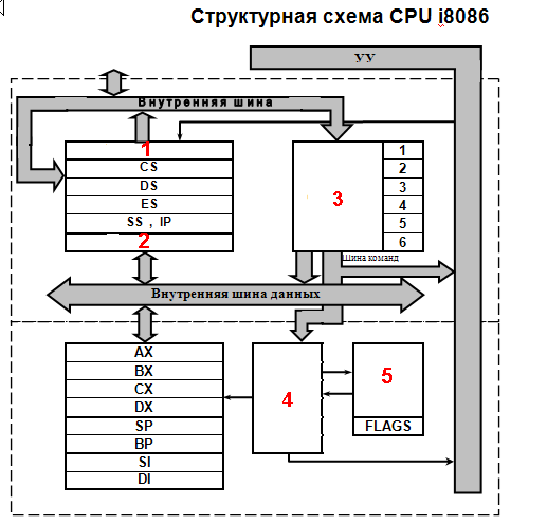 Структурная схема CPU i8086
УУ
Внутренняя шина
1
CS
DS
ES
SS , IP
2
3
1
2
3
4
5
6
Шина команд
Внутренняя шина данных
AX
BX
CX
DX
SP
BP
SI
DI
4
5
FLAGS